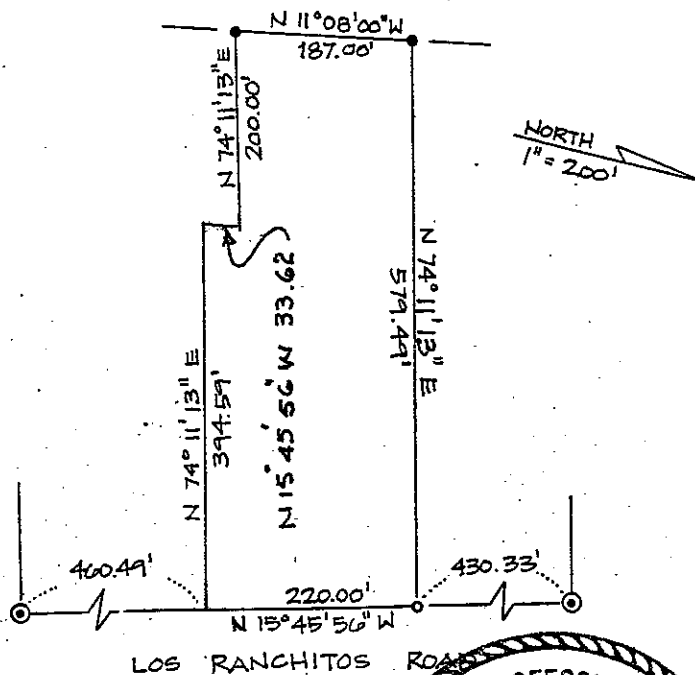 N 11°08'00" W
187.00'
N 74°11'13" E
200.00'
NORTH
1" = 200'
N 15° 45' 56" W 33.62
N 74°11'13" E
579.49'
N 74°11'13" E
394.59'
460.49'
220.00'
430.33'
N 15°45'56" W
LOS RANCHITOS ROAD